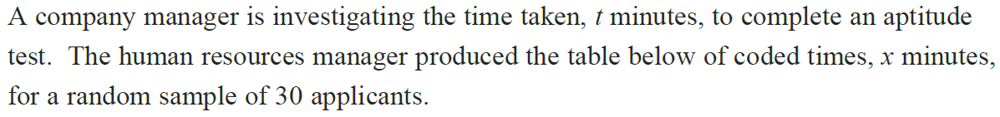 A company manager is investigating the time taken, t minutes, to complete an aptitude
test. The human resources manager produced the table below of coded times, x minutes,
for a random sample of 30 applicants.